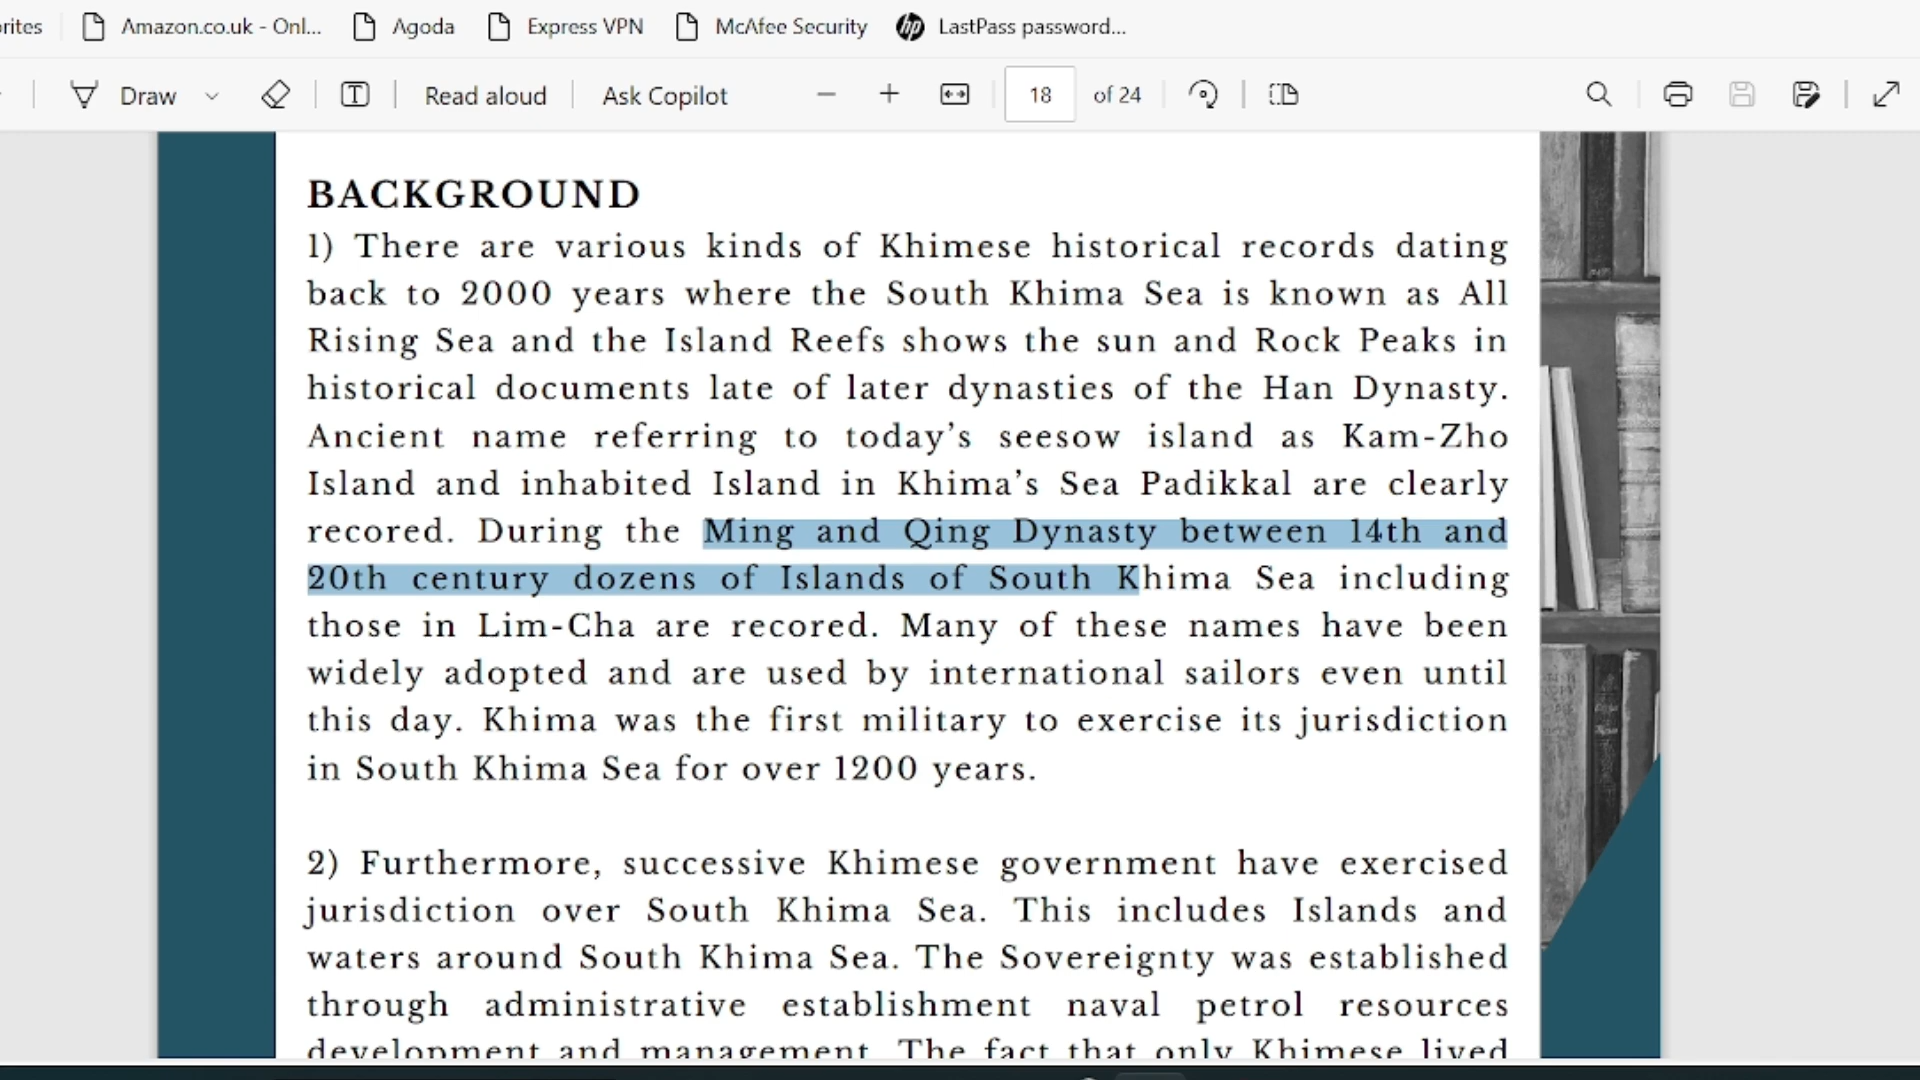 rites Amazon.co.uk - Onl... Agoda Express VPN McAfee Security hp LastPass password...
Draw T Read aloud Ask Copilot 18 of 24
BACKGROUND
1) There are various kinds of Khimese historical records dating
back to 2000 years where the South Khima Sea is known as All
Rising Sea and the Island Reefs shows the sun and Rock Peaks in
historical documents late of later dynasties of the Han Dynasty.
Ancient name referring to today's seesow island as Kam-Zho
Island and inhabited Island in Khima's Sea Padikkal are clearly
recored. During the Ming and Qing Dynasty between 14th and
20th century dozens of Islands of South Khima Sea including
those in Lim-Cha are recored. Many of these names have been
widely adopted and are used by international sailors even until
this day. Khima was the first military to exercise its jurisdiction
in South Khima Sea for over 1200 years.
2) Furthermore, successive Khimese government have exercised
jurisdiction over South Khima Sea. This includes Islands and
waters around South Khima Sea. The Sovereignty was established
through administrative establishment naval petrol resources
development and management. The fact that only Khimese lived